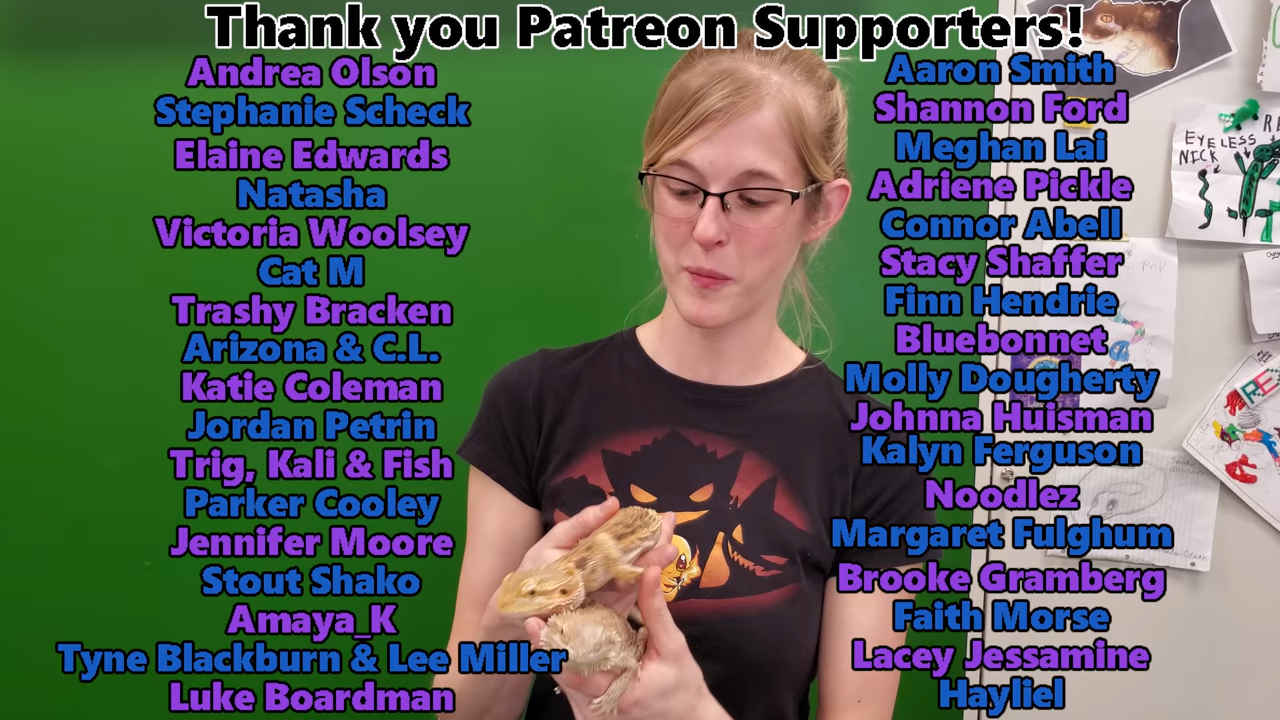 Thank you Patreon Supporters!
Andrea Olson
Stephanie Scheck
Elaine Edwards
Natasha
Victoria Woolsey
Cat M
Trashy Bracken
Arizona & C.L.
Katie Coleman
Jordan Petrin
Trig, Kali & Fish
Parker Cooley
Jennifer Moore
Stout Shako
Amaya_K
Tyne Blackburn & Lee Miller
Luke Boardman
Aaron Smith
Shannon Ford
Meghan Lai
Adriene Pickle
Connor Abell
Stacy Shaffer
Finn Hendrie
Bluebonnet
Molly Dougherty
Johnna Huisman
Kalyn Ferguson
Noodlez
Margaret Fulghum
Brooke Gramberg
Faith Morse
Lacey Jessamine
Hayliel
EYELESS
NICK
POP